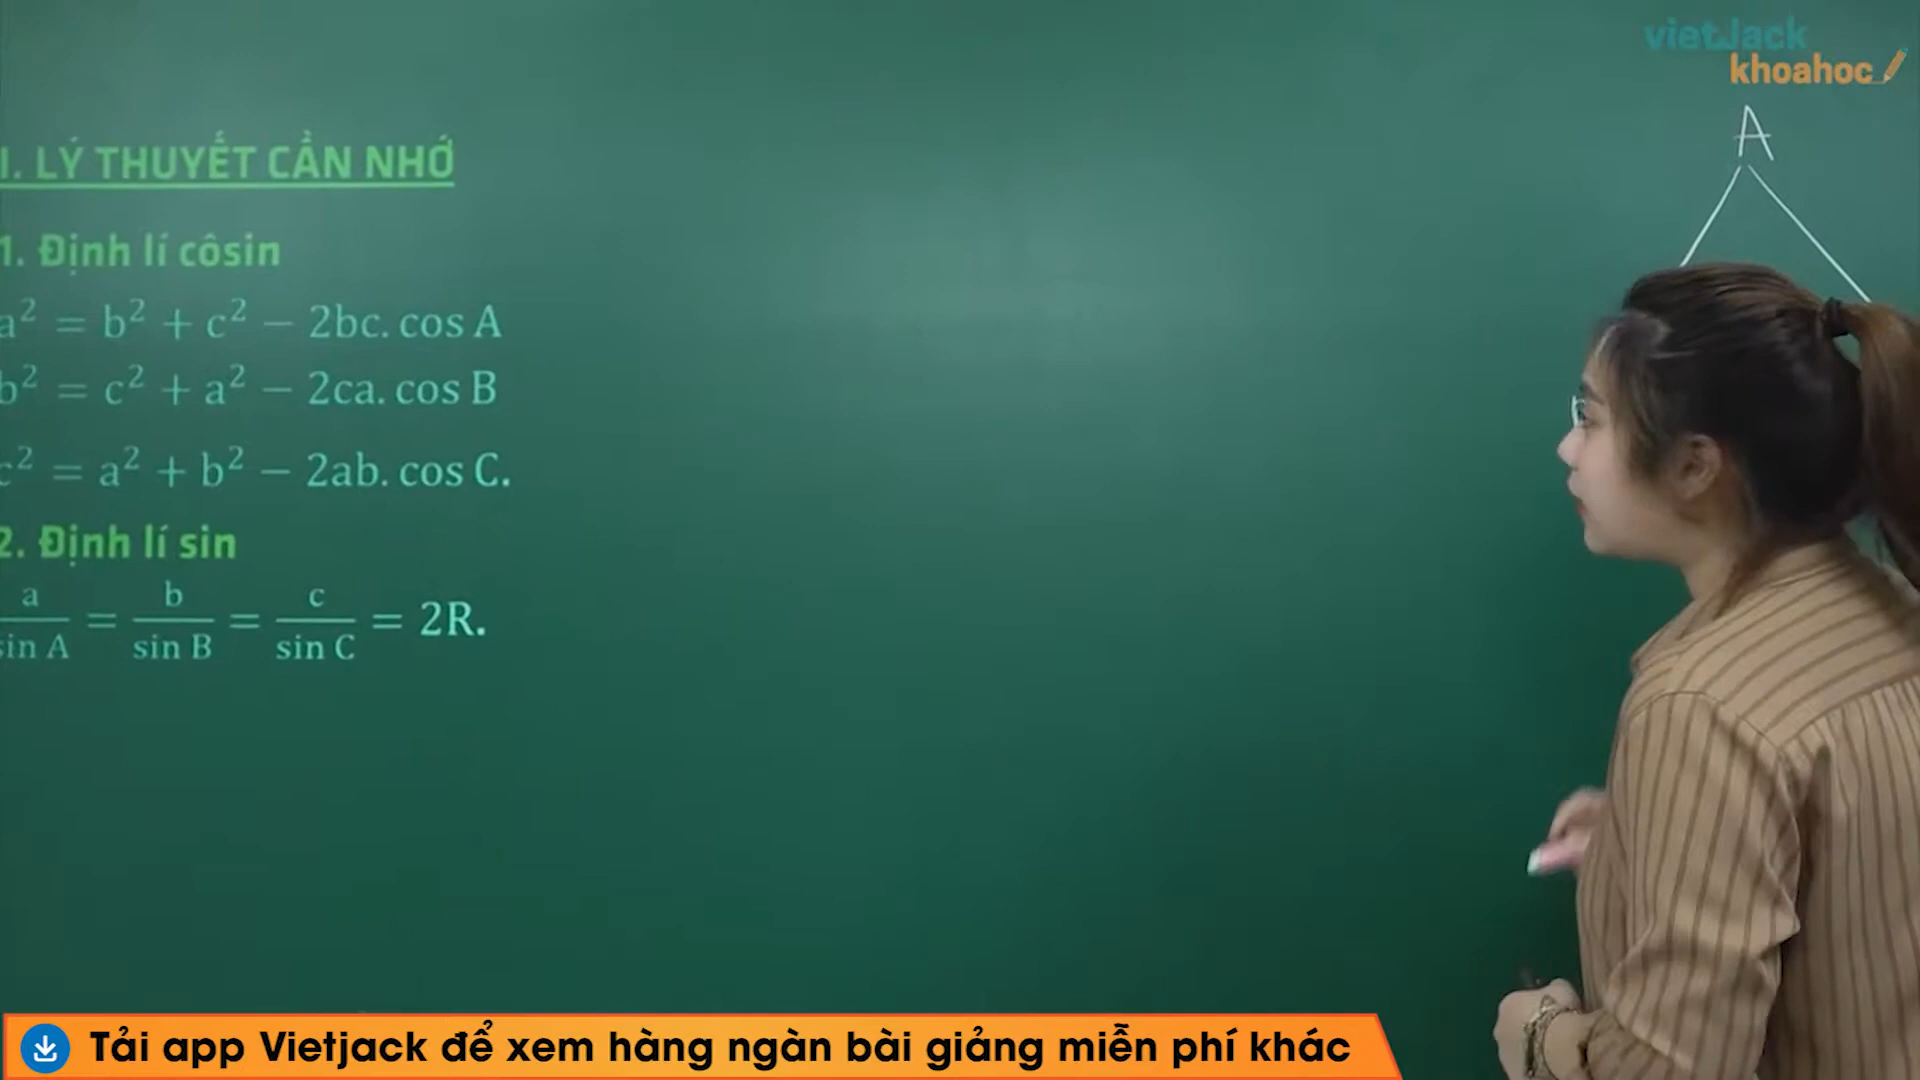 vietJack
khoahoc
A
I. LÝ THUYẾT CẦN NHỚ
1. Định lí côsin
a² = b² + c² − 2bc. cos A
b² = c² + a² − 2ca. cos B
c² = a² + b² − 2ab. cos C.
2. Định lí sin
a/sin A = b/sin B = c/sin C = 2R.
Tải app Vietjack để xem hàng ngàn bài giảng miễn phí khác